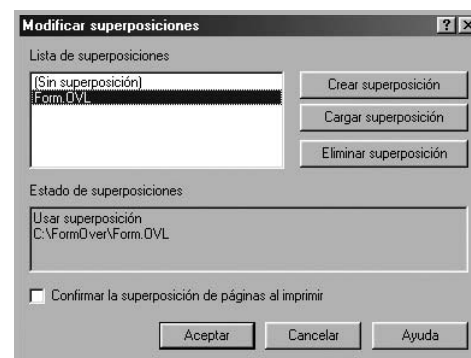 Modificar superposiciones
Lista de superposiciones
(Sin superposición)
Form.OVL
Crear superposición
Cargar superposición
Eliminar superposición
Estado de superposiciones
Usar superposición
C:\FormOver\Form.OVL
Confirmar la superposición de páginas al imprimir
Aceptar
Cancelar
Ayuda